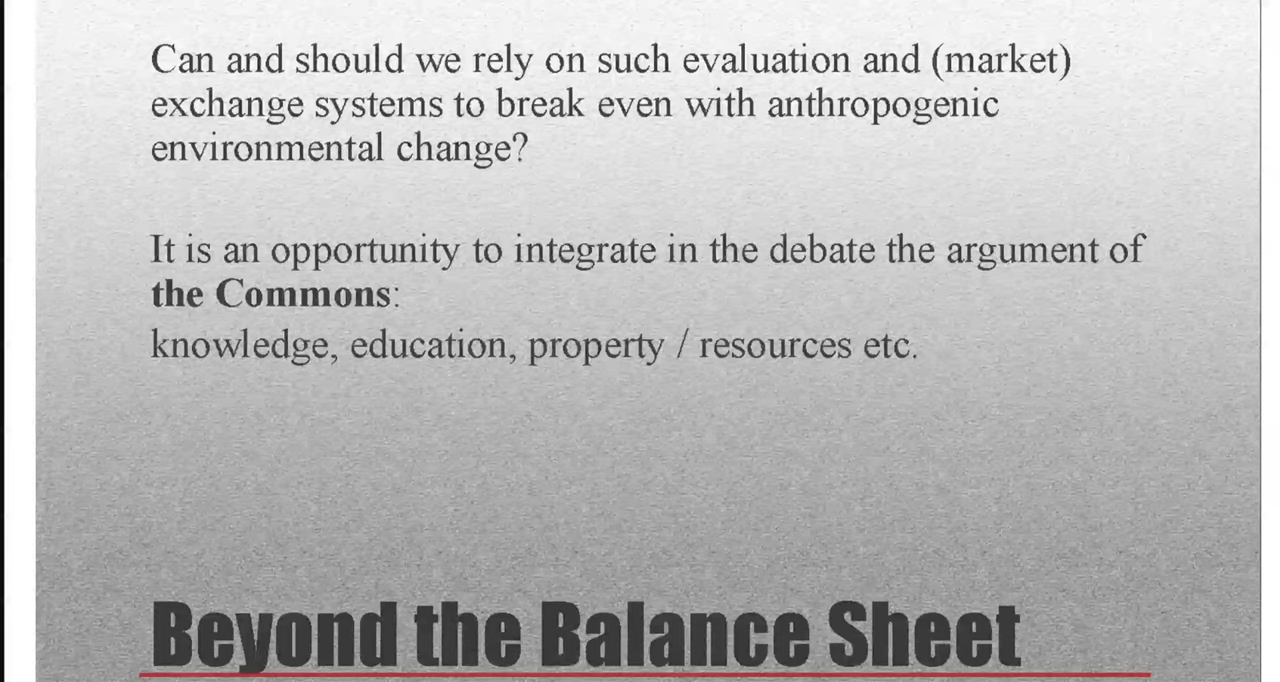 Can and should we rely on such evaluation and (market)
exchange systems to break even with anthropogenic
environmental change?
It is an opportunity to integrate in the debate the argument of
the Commons:
knowledge, education, property / resources etc.
Beyond the Balance Sheet